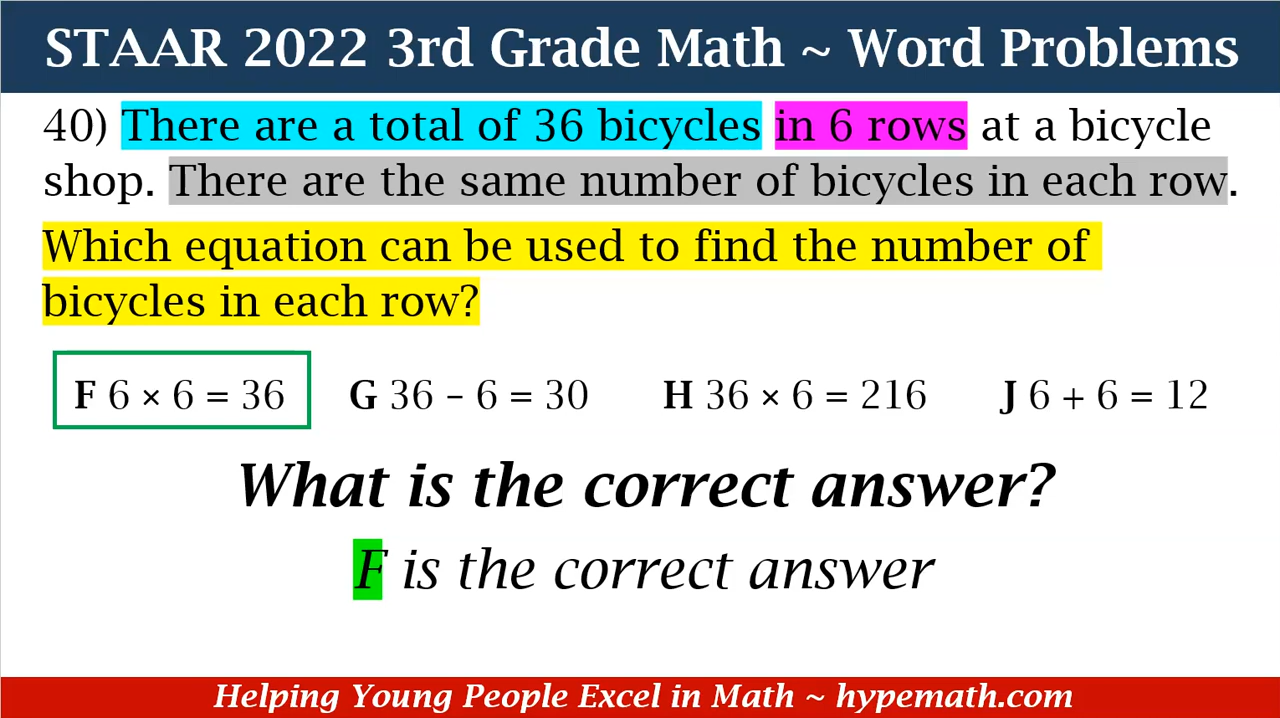 STAAR 2022 3rd Grade Math ~ Word Problems
40) There are a total of 36 bicycles in 6 rows at a bicycle
shop. There are the same number of bicycles in each row.
Which equation can be used to find the number of
bicycles in each row?
F 6 × 6 = 36 G 36 – 6 = 30 H 36 × 6 = 216 J 6 + 6 = 12
What is the correct answer?
F is the correct answer
Helping Young People Excel in Math ~ hypemath.com